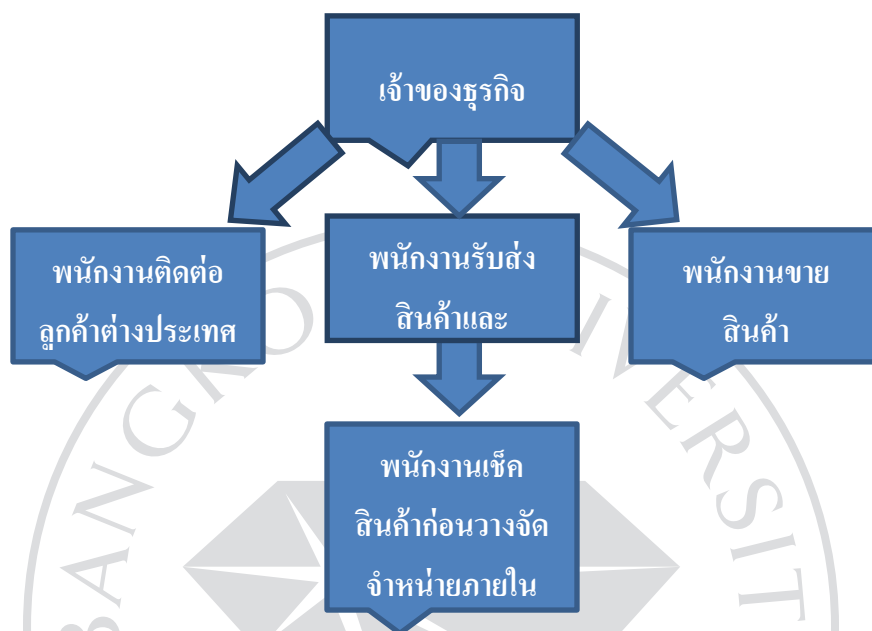 เจ้าของธุรกิจ
พนักงานติดต่อ
ลูกค้าต่างประเทศ
พนักงานรับส่ง
สินค้าและ
พนักงานขาย
สินค้า
พนักงานเช็ค
สินค้าก่อนวางจัด
จำหน่ายภายใน
BANGKO
IVERSIT